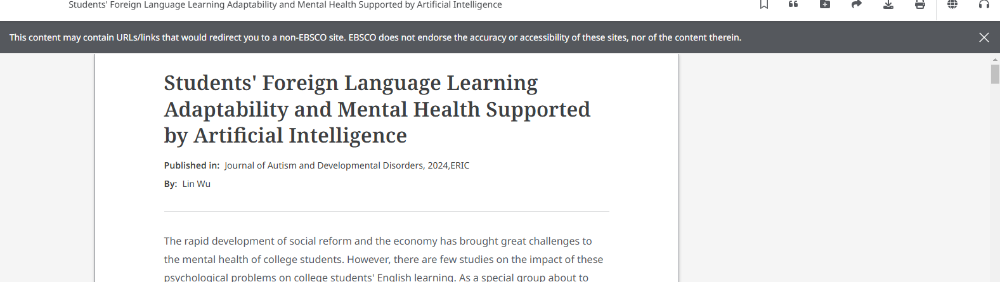 Students' Foreign Language Learning Adaptability and Mental Health Supported by Artificial Intelligence
This content may contain URLs/links that would redirect you to a non-EBSCO site. EBSCO does not endorse the accuracy or accessibility of these sites, nor of the content therein.
Students' Foreign Language Learning
Adaptability and Mental Health Supported
by Artificial Intelligence
Published in: Journal of Autism and Developmental Disorders, 2024,ERIC
By: Lin Wu
The rapid development of social reform and the economy has brought great challenges to
the mental health of college students. However, there are few studies on the impact of these
psychological problems on college students' English learning. As a special group about to